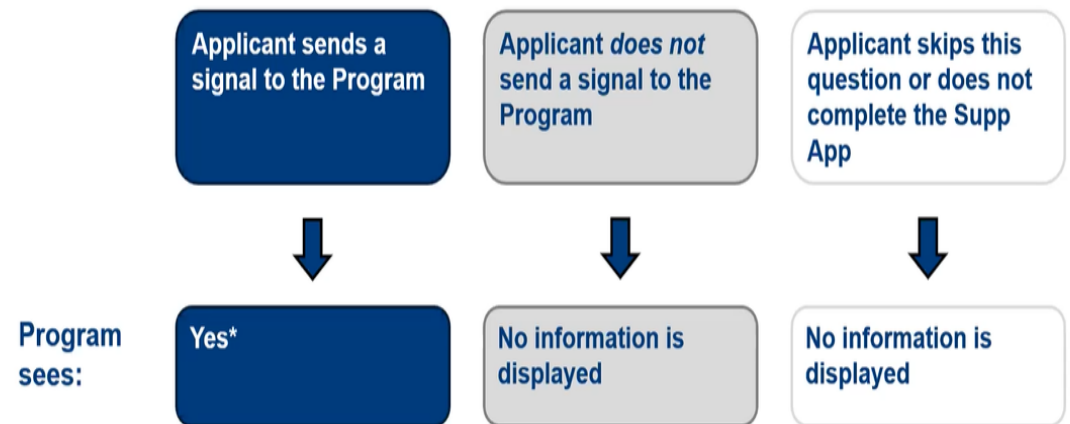 Applicant sends a
signal to the Program
Applicant does not
send a signal to the
Program
Applicant skips this
question or does not
complete the Supp
App
Program
sees:
Yes*
No information is
displayed
No information is
displayed